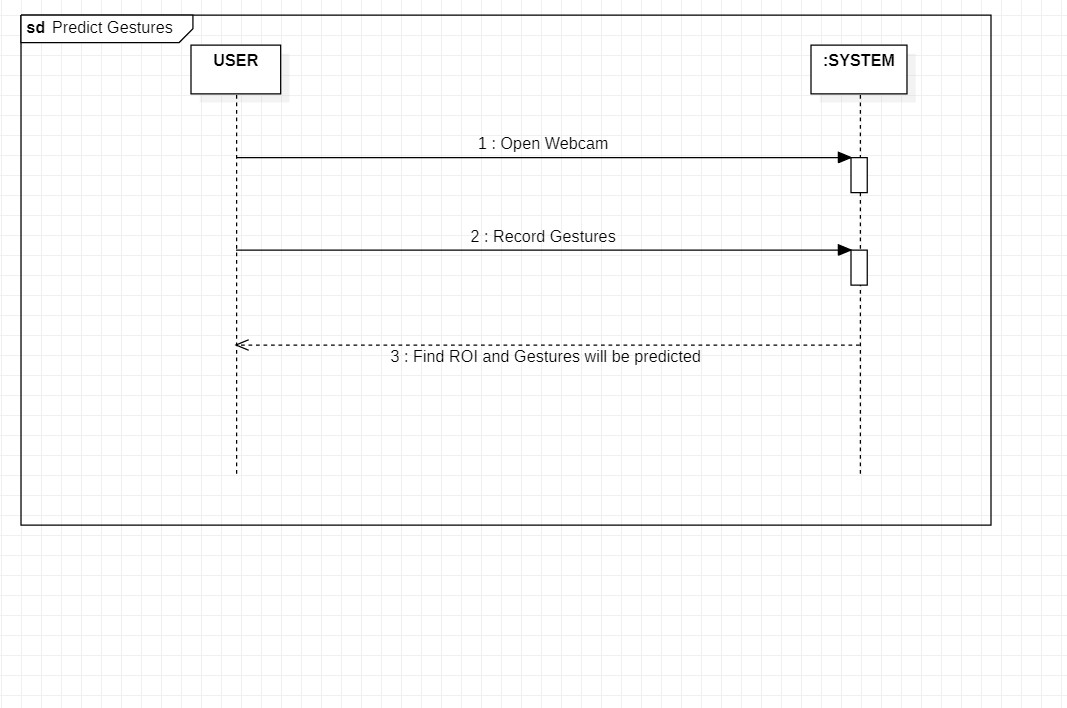 sd Predict Gestures
USER
:SYSTEM
1 : Open Webcam
2 : Record Gestures
3 : Find ROI and Gestures will be predicted